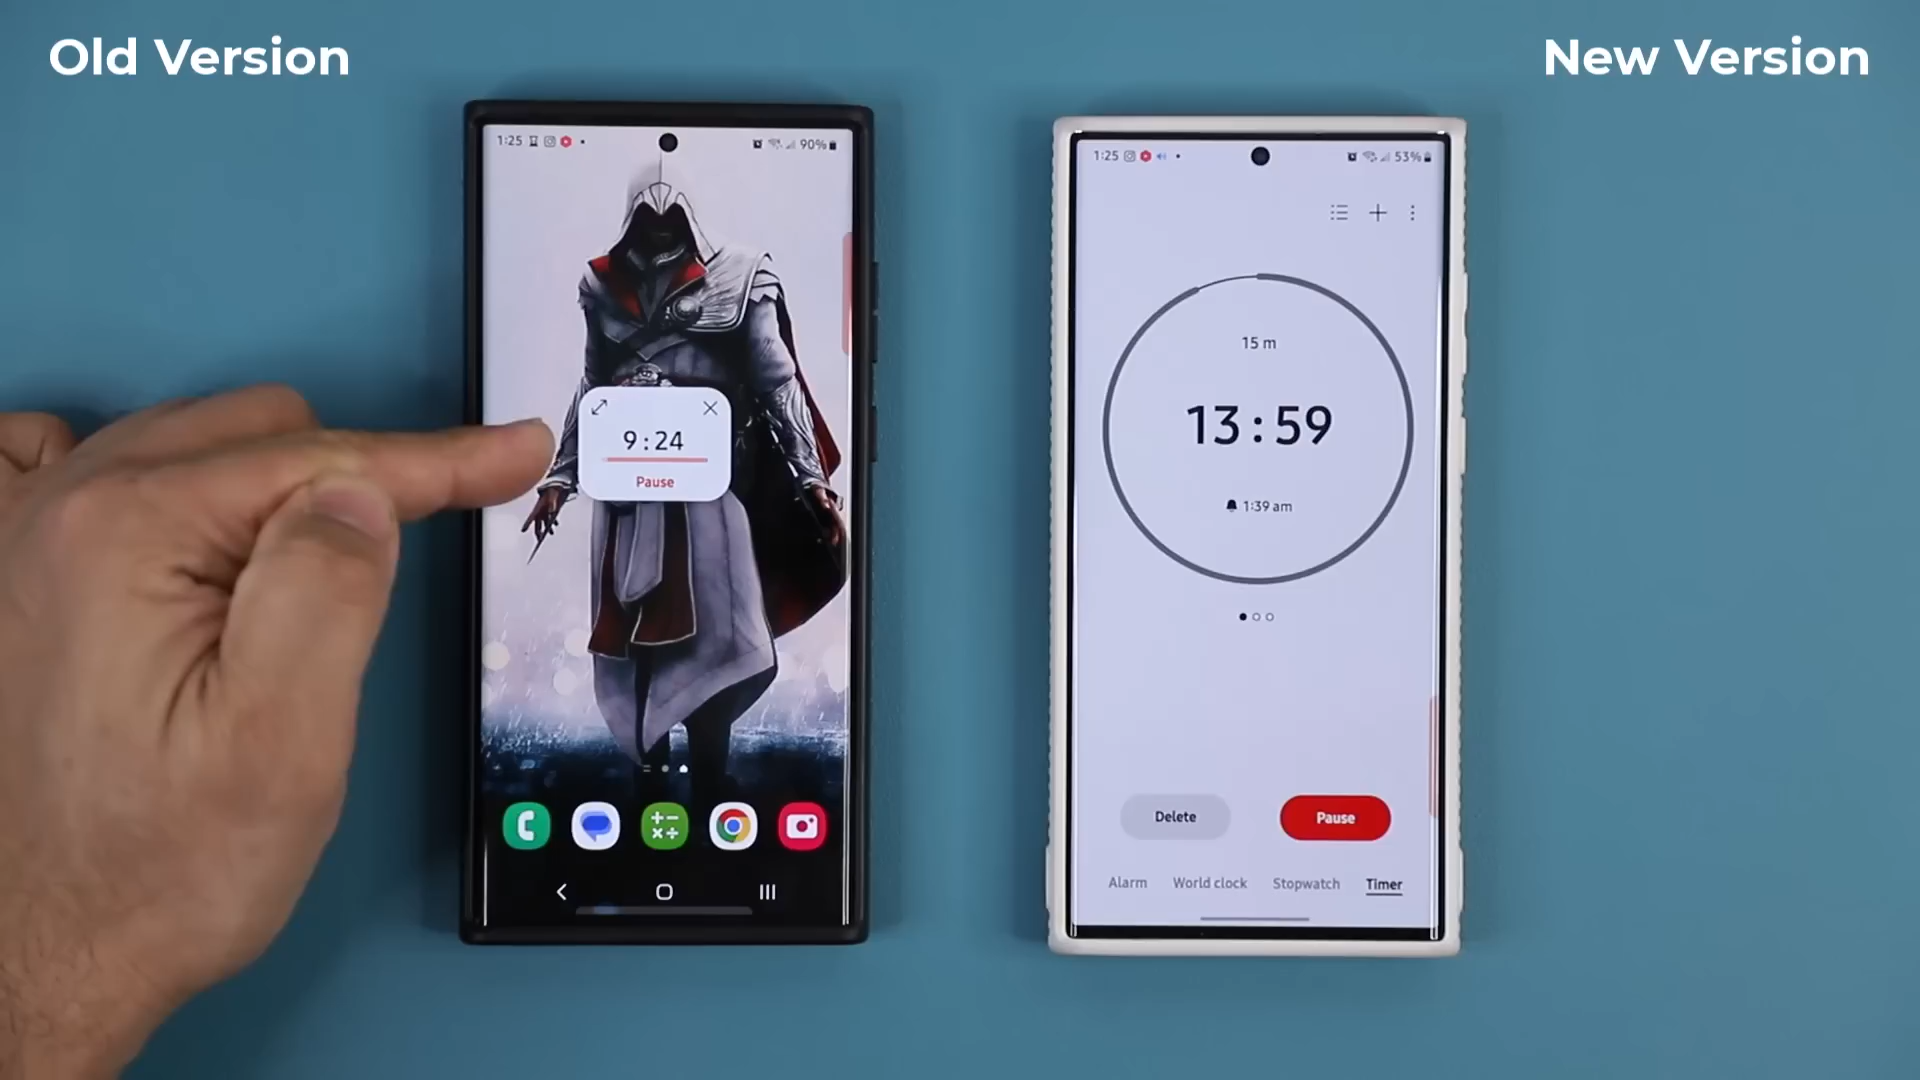 Old Version
New Version
1:25
90%
9:24
Pause
1:25
53%
15 m
13:59
1:39 am
Delete
Pause
Alarm World clock Stopwatch Timer